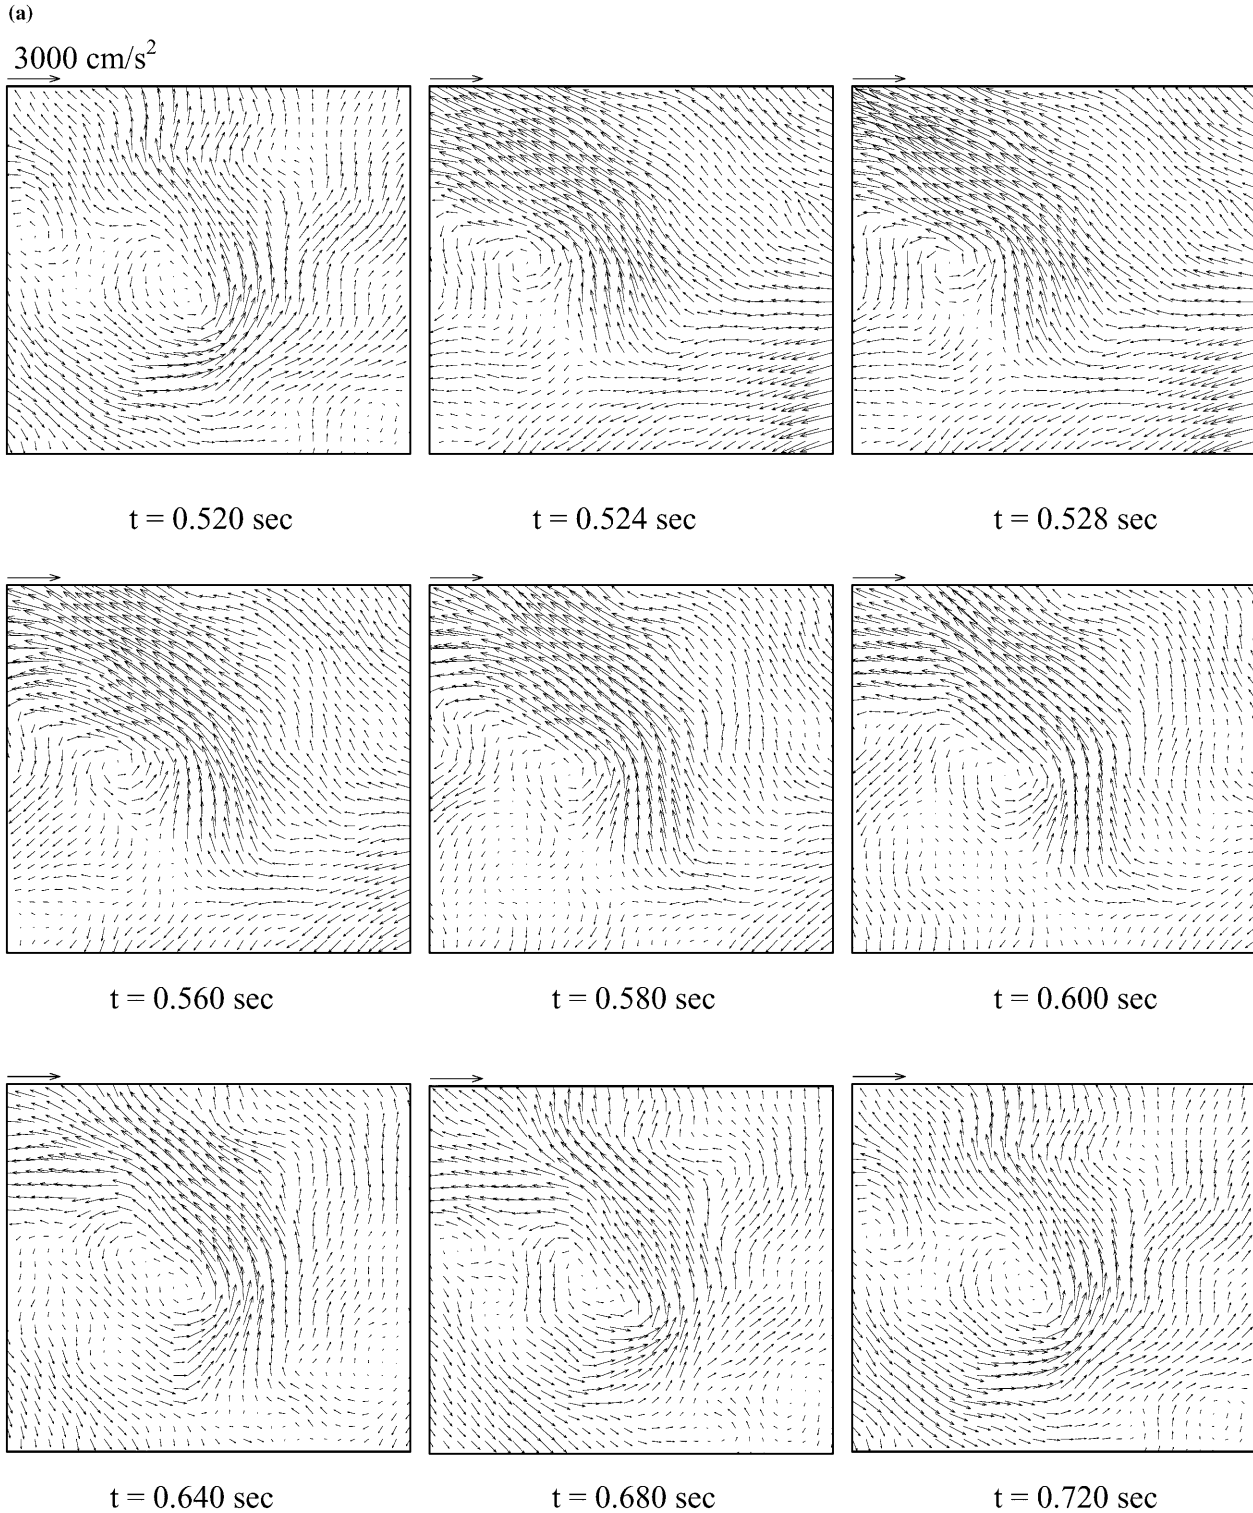 (a)
3000 cm/s²
t = 0.520 sec
t = 0.524 sec
t = 0.528 sec
t = 0.560 sec
t = 0.580 sec
t = 0.600 sec
t = 0.640 sec
t = 0.680 sec
t = 0.720 sec